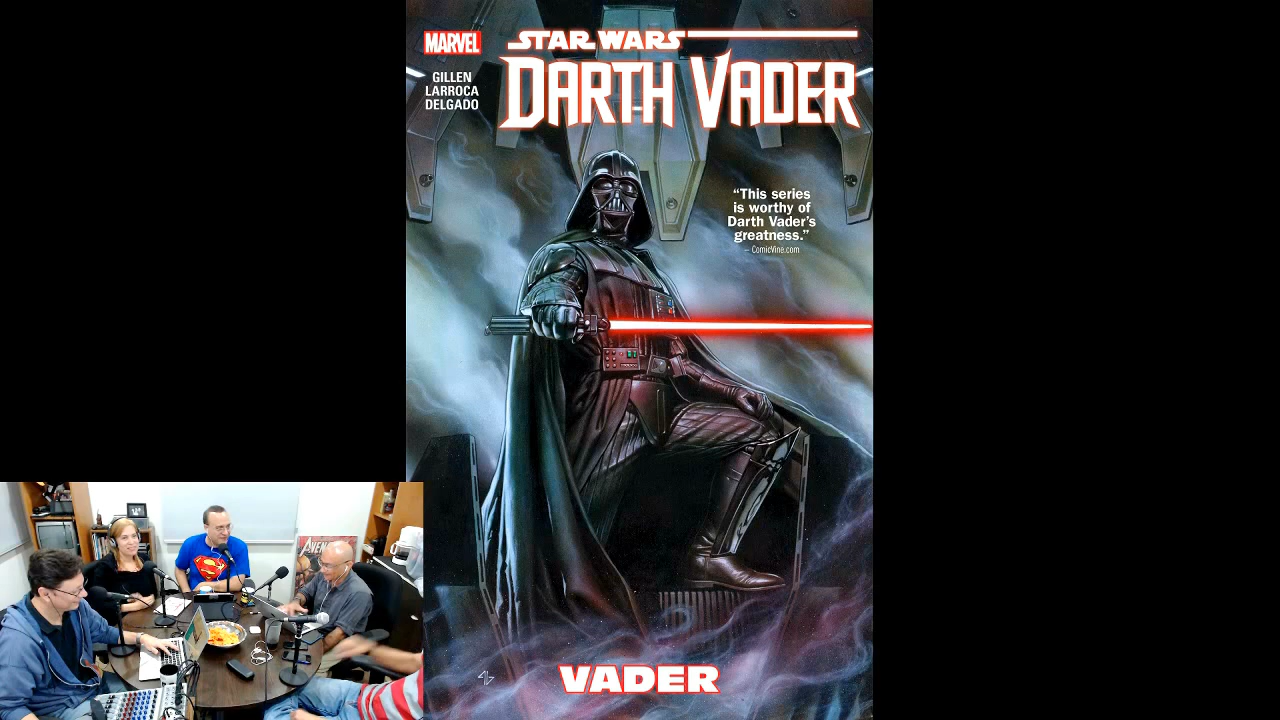 MARVEL
STAR WARS
DARTH VADER
GILLEN
LARROCA
DELGADO
“This series
is worthy of
Darth Vader’s
greatness.”
– ComicVine.com
VADER
AVEN